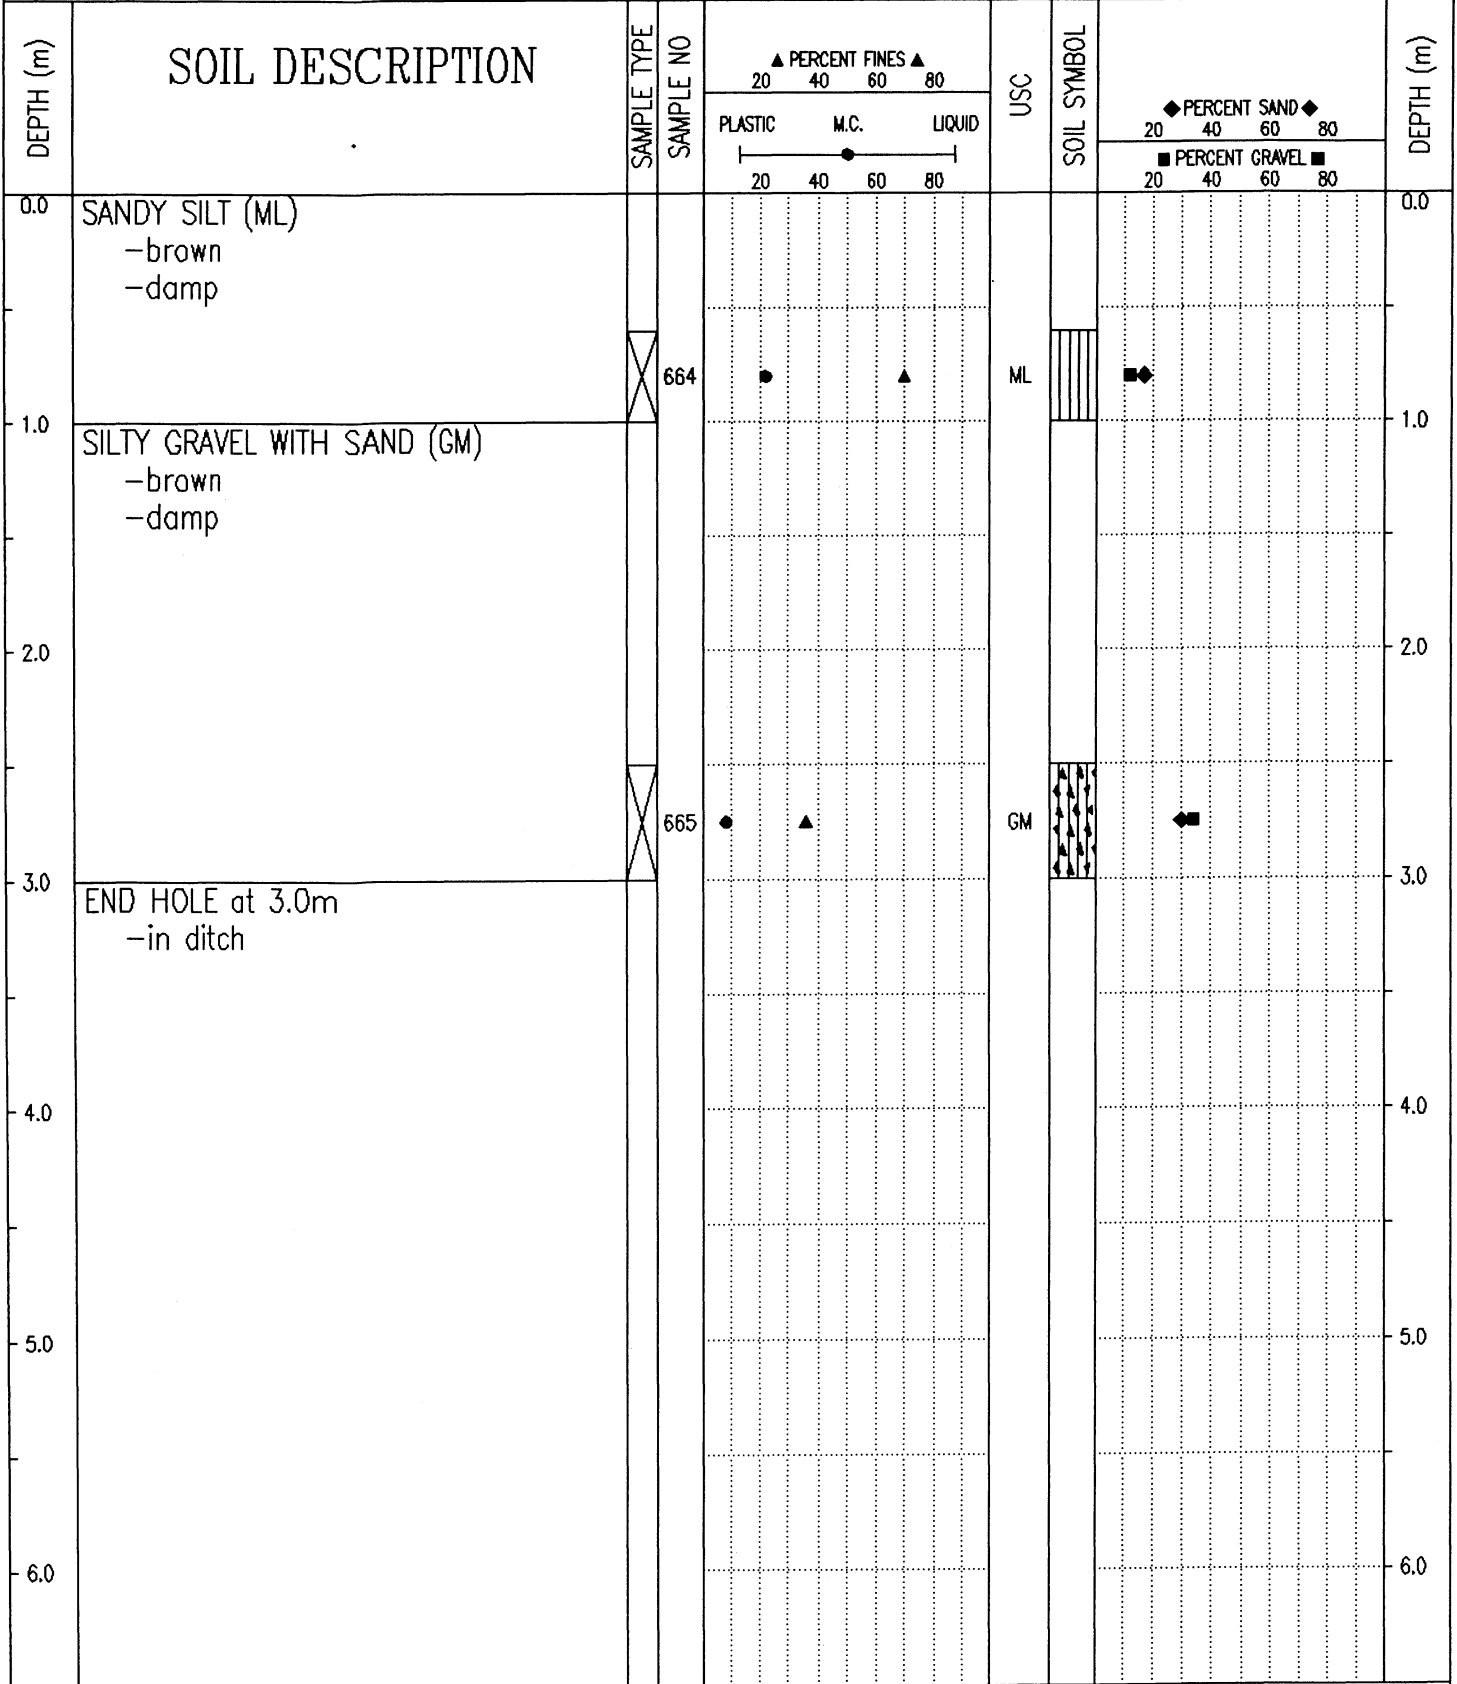 DEPTH (m)
SOIL DESCRIPTION
SAMPLE TYPE
SAMPLE NO
▲ PERCENT FINES ▲
20 40 60 80
PLASTIC M.C. LIQUID
20 40 60 80
USC
SOIL SYMBOL
◆ PERCENT SAND ◆
20 40 60 80
■ PERCENT GRAVEL ■
20 40 60 80
DEPTH (m)
0.0
SANDY SILT (ML)
-brown
-damp
0.0
664
ML
1.0
1.0
SILTY GRAVEL WITH SAND (GM)
-brown
-damp
2.0
2.0
665
GM
3.0
3.0
END HOLE at 3.0m
-in ditch
4.0
4.0
5.0
5.0
6.0
6.0